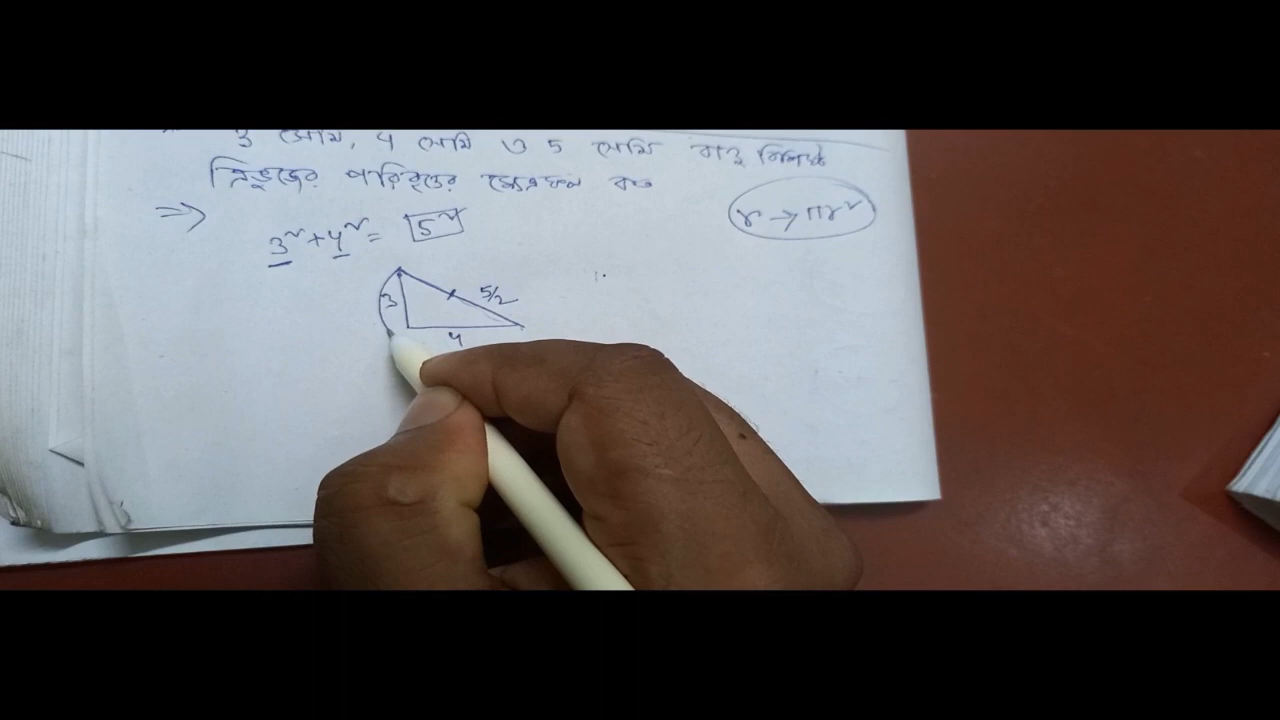 3 সেমি, 4 সেমি ও 5 সেমি বাহু বিশিষ্ট
ত্রিভুজের পরিবৃত্তের ক্ষেত্রফল কত
⇒ 3²+4²= 5²
r → πr²
3
5/2
4